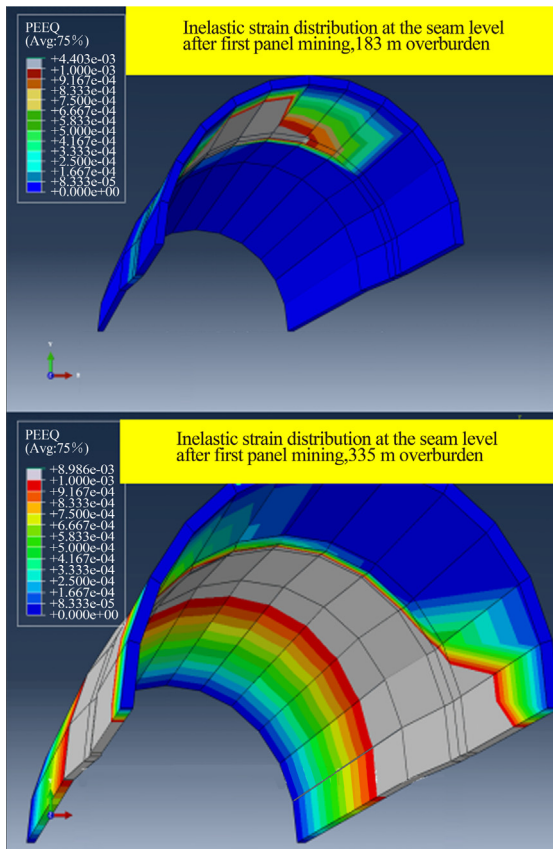 Inelastic strain distribution at the seam level
after first panel mining,183 m overburden
PEEQ
(Avg:75%)
+4.403e-03
+1.000e-03
+9.167e-04
+8.333e-04
+7.500e-04
+6.667e-04
+5.833e-04
+5.000e-04
+4.167e-04
+3.333e-04
+2.500e-04
+1.667e-04
+8.333e-05
+0.000e+00
Y
X
Inelastic strain distribution at the seam level
after first panel mining,335 m overburden
PEEQ
(Avg:75%)
+8.986e-03
+1.000e-03
+9.167e-04
+8.333e-04
+7.500e-04
+6.667e-04
+5.833e-04
+5.000e-04
+4.167e-04
+3.333e-04
+2.500e-04
+1.667e-04
+8.333e-05
+0.000e+00